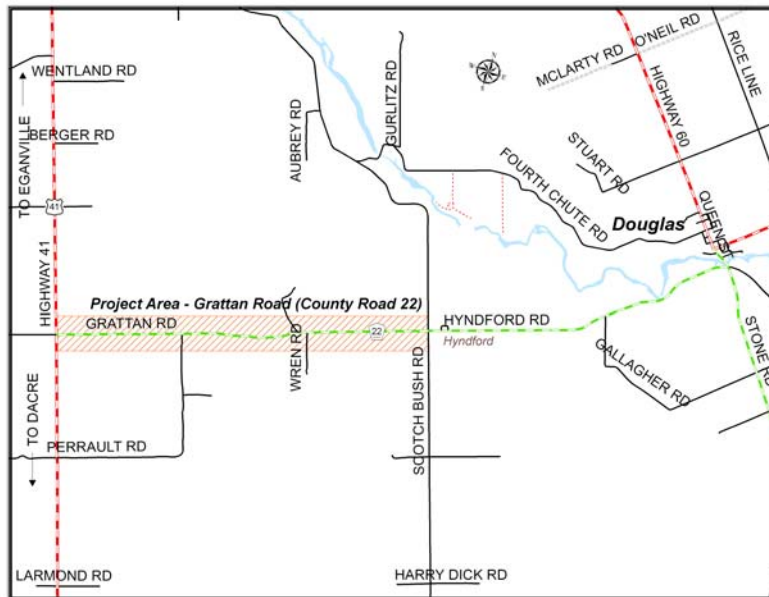 O'NEIL RD
MCLARTY RD
RICE LINE
WENTLAND RD
GURLITZ RD
HIGHWAY 60
N
E
S
W
BERGER RD
AUBREY RD
STUART RD
TO EGANVILLE
FOURTH CHUTE RD
41
Douglas
Project Area - Grattan Road (County Road 22)
HIGHWAY 41
GRATTAN RD
22
HYNDFORD RD
Hyndford
WREN RD
SCOTCH BUSH RD
GALLAGHER RD
TO DACRE
PERRAULT RD
LARMOND RD
HARRY DICK RD